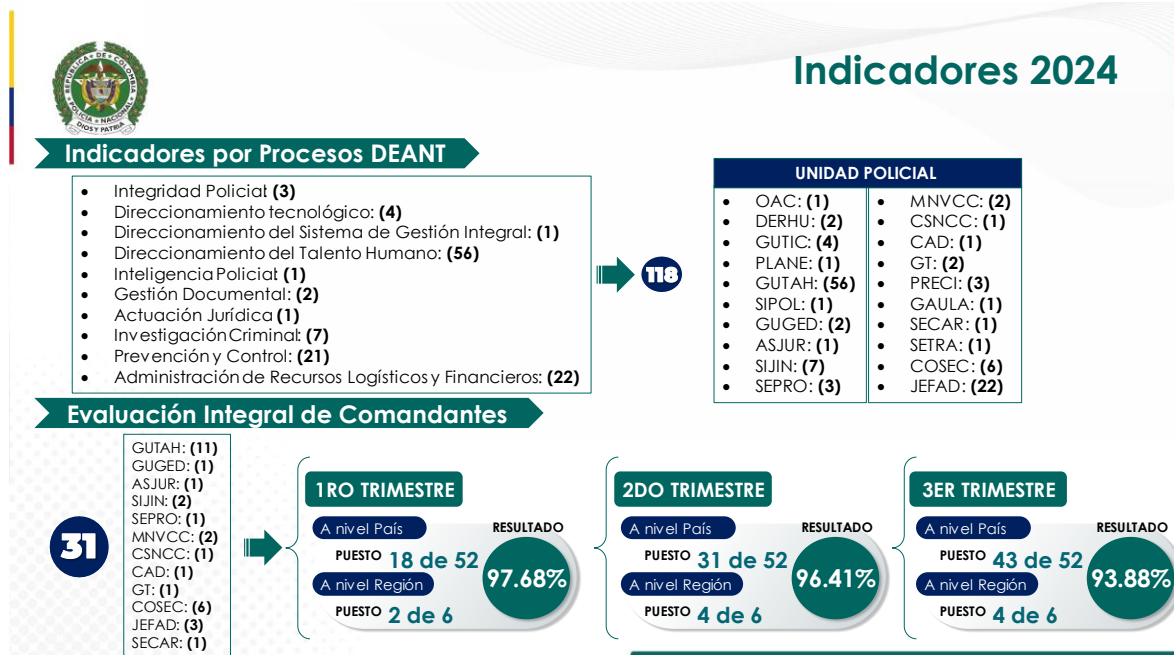 Indicadores 2024
REPUBLICA DE COLOMBIA
POLICÍA NACIONAL
DIOS Y PATRIA
Indicadores por Procesos DEANT
• Integridad Policial: (3)
• Direccionamiento tecnológico: (4)
• Direccionamiento del Sistema de Gestión Integral: (1)
• Direccionamiento del Talento Humano: (56)
• Inteligencia Policial: (1)
• Gestión Documental: (2)
• Actuación Jurídica (1)
• Investigación Criminal: (7)
• Prevención y Control: (21)
• Administración de Recursos Logísticos y Financieros: (22)
118
UNIDAD POLICIAL
• OAC: (1)
• DERHU: (2)
• GUTIC: (4)
• PLANE: (1)
• GUTAH: (56)
• SIPOL: (1)
• GUGED: (2)
• ASJUR: (1)
• SIJIN: (7)
• SEPRO: (3)
• MNVCC: (2)
• CSNCC: (1)
• CAD: (1)
• GT: (2)
• PRECI: (3)
• GAULA: (1)
• SECAR: (1)
• SETRA: (1)
• COSEC: (6)
• JEFAD: (22)
Evaluación Integral de Comandantes
31
GUTAH: (11)
GUGED: (1)
ASJUR: (1)
SIJIN: (2)
SEPRO: (1)
MNVCC: (2)
CSNCC: (1)
CAD: (1)
GT: (1)
COSEC: (6)
JEFAD: (3)
SECAR: (1)
1RO TRIMESTRE
A nivel País
PUESTO 18 de 52
A nivel Región
PUESTO 2 de 6
RESULTADO
97.68%
2DO TRIMESTRE
A nivel País
PUESTO 31 de 52
A nivel Región
PUESTO 4 de 6
RESULTADO
96.41%
3ER TRIMESTRE
A nivel País
PUESTO 43 de 52
A nivel Región
PUESTO 4 de 6
RESULTADO
93.88%